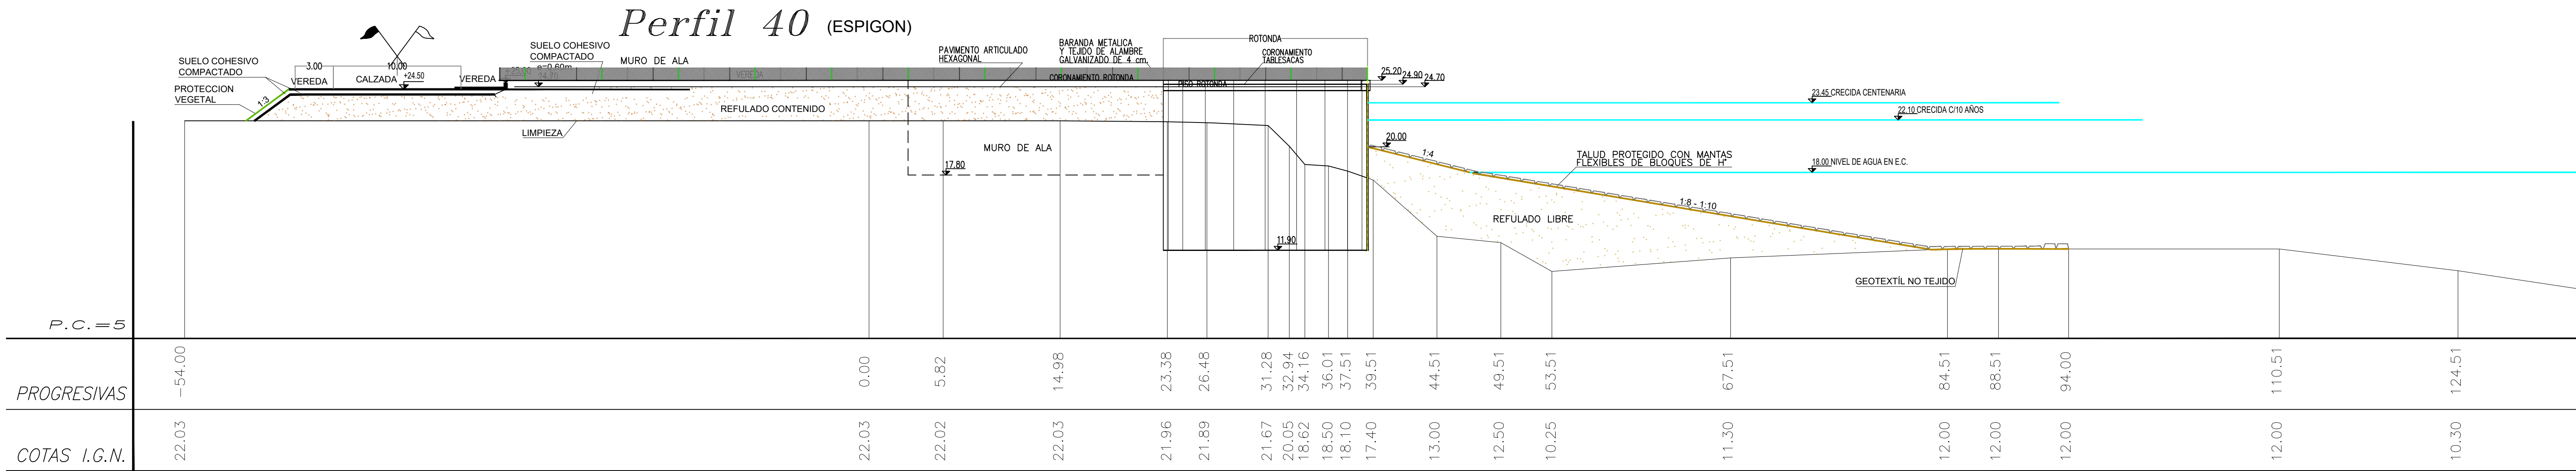 Perfil 40 (ESPIGON)
SUELO COHESIVO
COMPACTADO
PROTECCION
VEGETAL
1:3
3.00
10.00
VEREDA
CALZADA
+24.50
VEREDA
SUELO COHESIVO
COMPACTADO
e=0.60m
MURO DE ALA
VEREDA
PAVIMENTO ARTICULADO
HEXAGONAL
BARANDA METALICA
Y TEJIDO DE ALAMBRE
GALVANIZADO DE 4 cm.
CORONAMIENTO ROTONDA
ROTONDA
CORONAMIENTO
TABLESACAS
PISO ROTONDA
25.20
24.90
24.70
REFULADO CONTENIDO
LIMPIEZA
MURO DE ALA
17.80
11.90
23.45 CRECIDA CENTENARIA
22.10 CRECIDA C/10 AÑOS
20.00
1:4
TALUD PROTEGIDO CON MANTAS
FLEXIBLES DE BLOQUES DE Hº
18.00 NIVEL DE AGUA EN E.C.
1:8 - 1:10
REFULADO LIBRE
GEOTEXTÍL NO TEJIDO
P.C.=5
PROGRESIVAS -54.00 0.00 5.82 14.98 23.38 26.48 31.28 32.94 34.16 36.01 37.51 39.51 44.51 49.51 53.51 67.51 84.51 88.51 94.00 110.51 124.51
COTAS I.G.N. 22.03 22.03 22.02 22.03 21.96 21.89 21.67 20.05 18.62 18.50 18.10 17.40 13.00 12.50 10.25 11.30 12.00 12.00 12.00 12.00 10.30